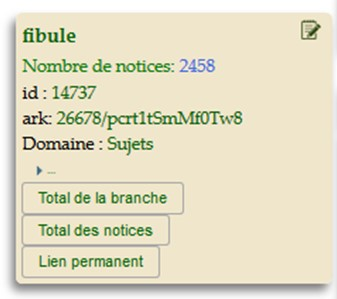 fibule
Nombre de notices: 2458
id : 14737
ark: 26678/pcrt1tSmMf0Tw8
Domaine : Sujets
...
Total de la branche
Total des notices
Lien permanent